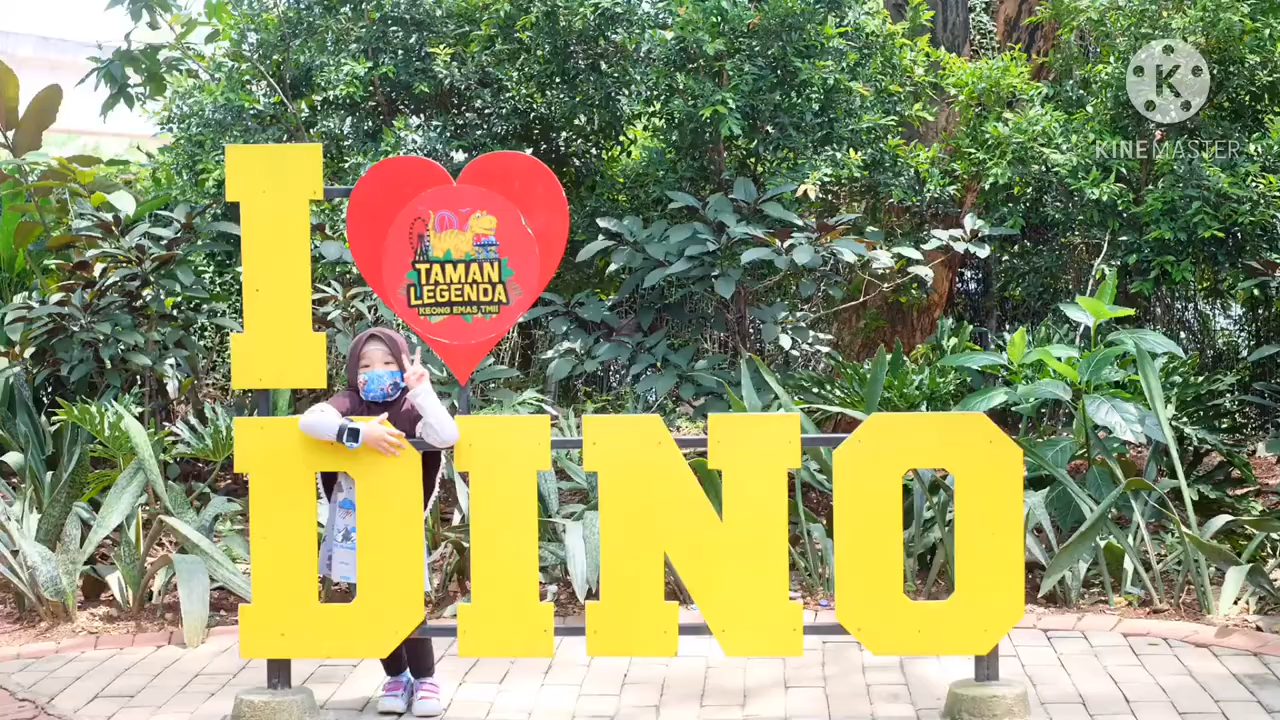 I
TAMAN
LEGENDA
KEONG EMAS TMII
DINO
K
KINEMASTER